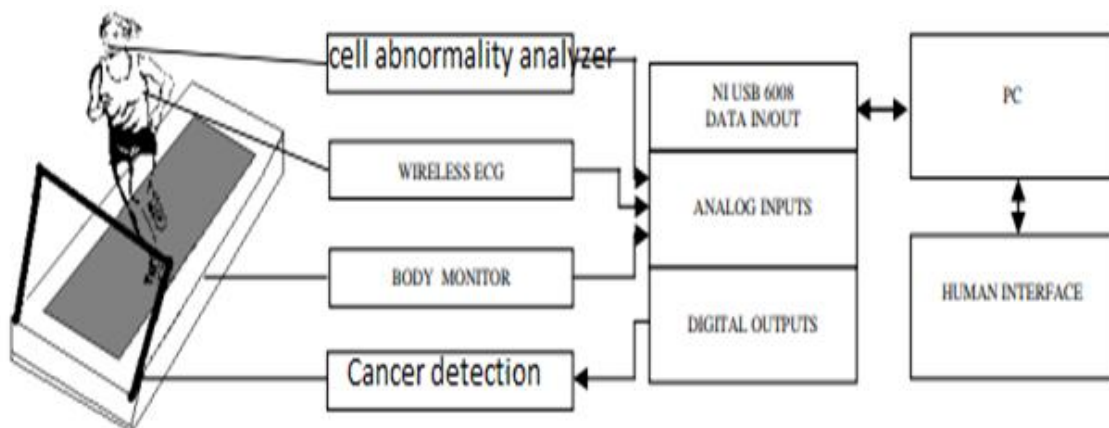 cell abnormality analyzer
WIRELESS ECG
BODY MONITOR
Cancer detection
NI USB 6008
DATA IN/OUT
ANALOG INPUTS
DIGITAL OUTPUTS
PC
HUMAN INTERFACE